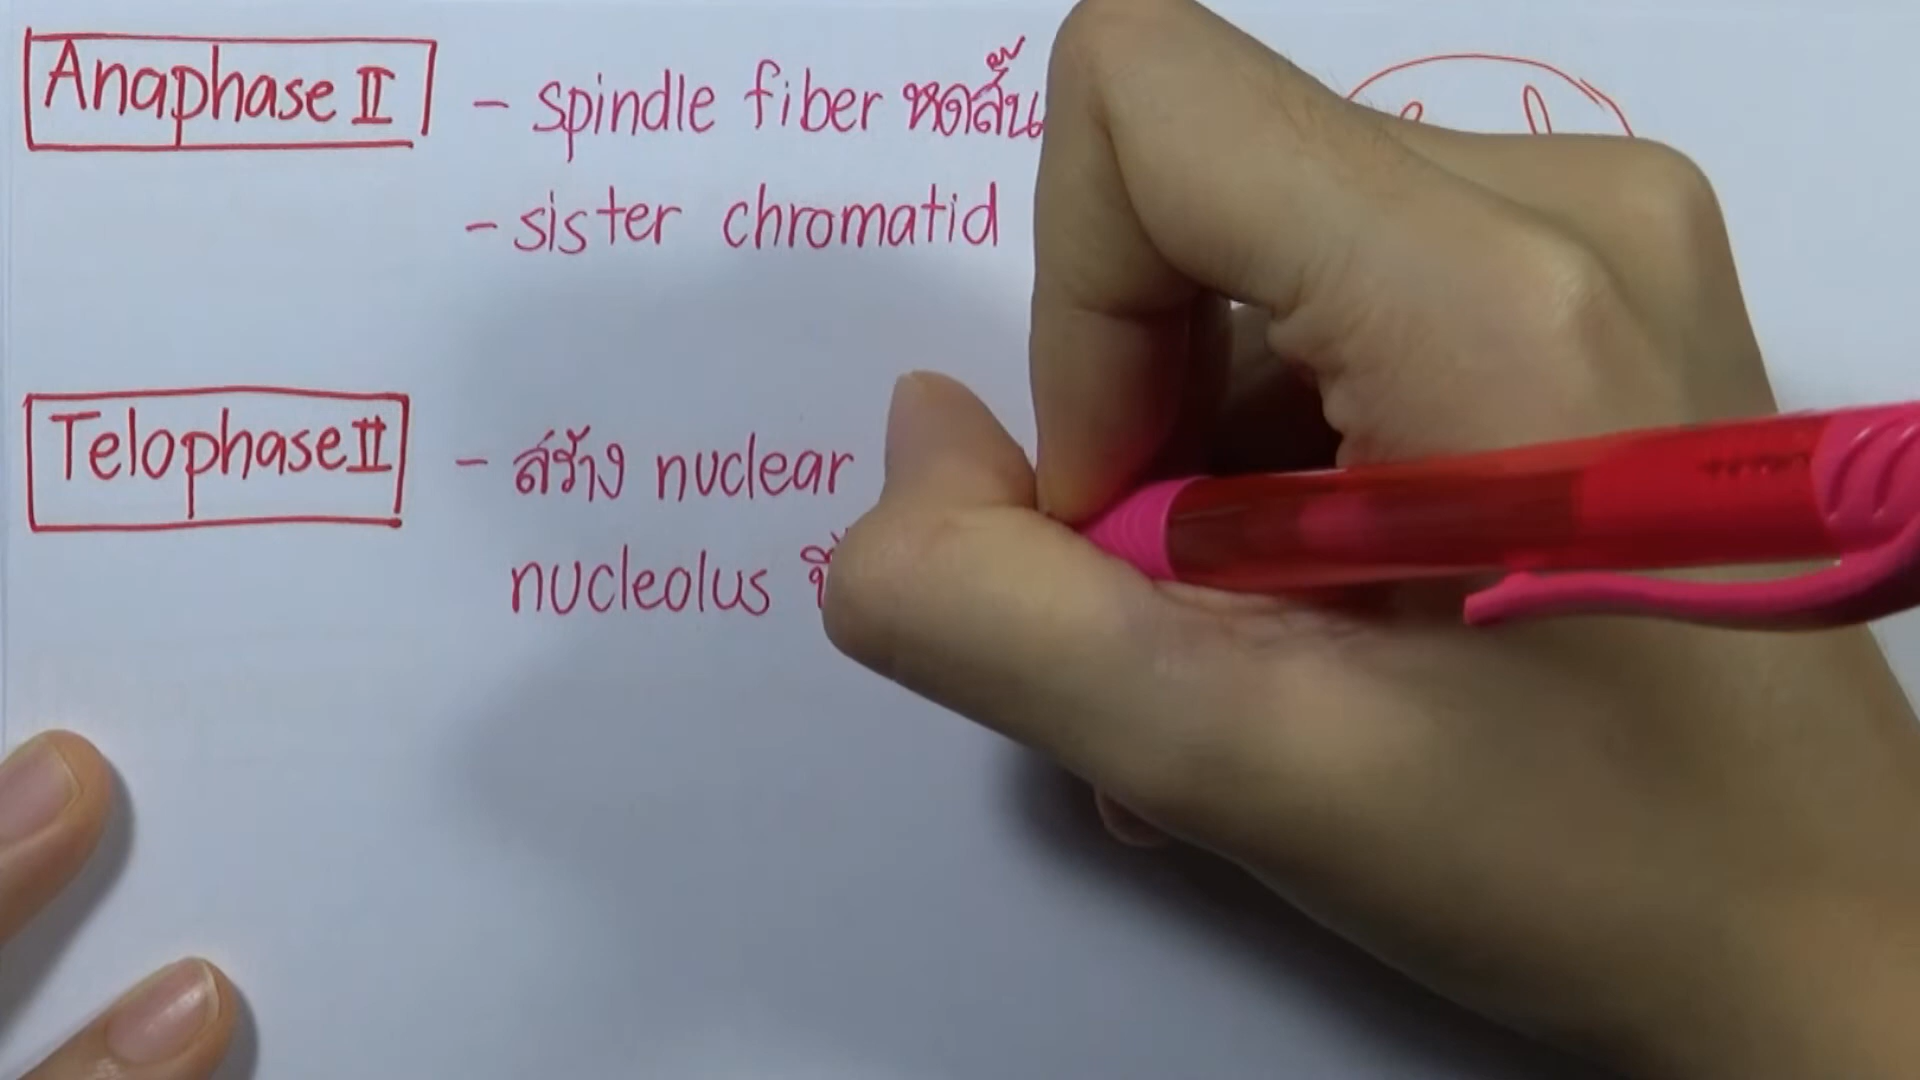 Anaphase II - spindle fiber หดสั้น
- sister chromatid
Telophase II - สร้าง nuclear
nucleolus